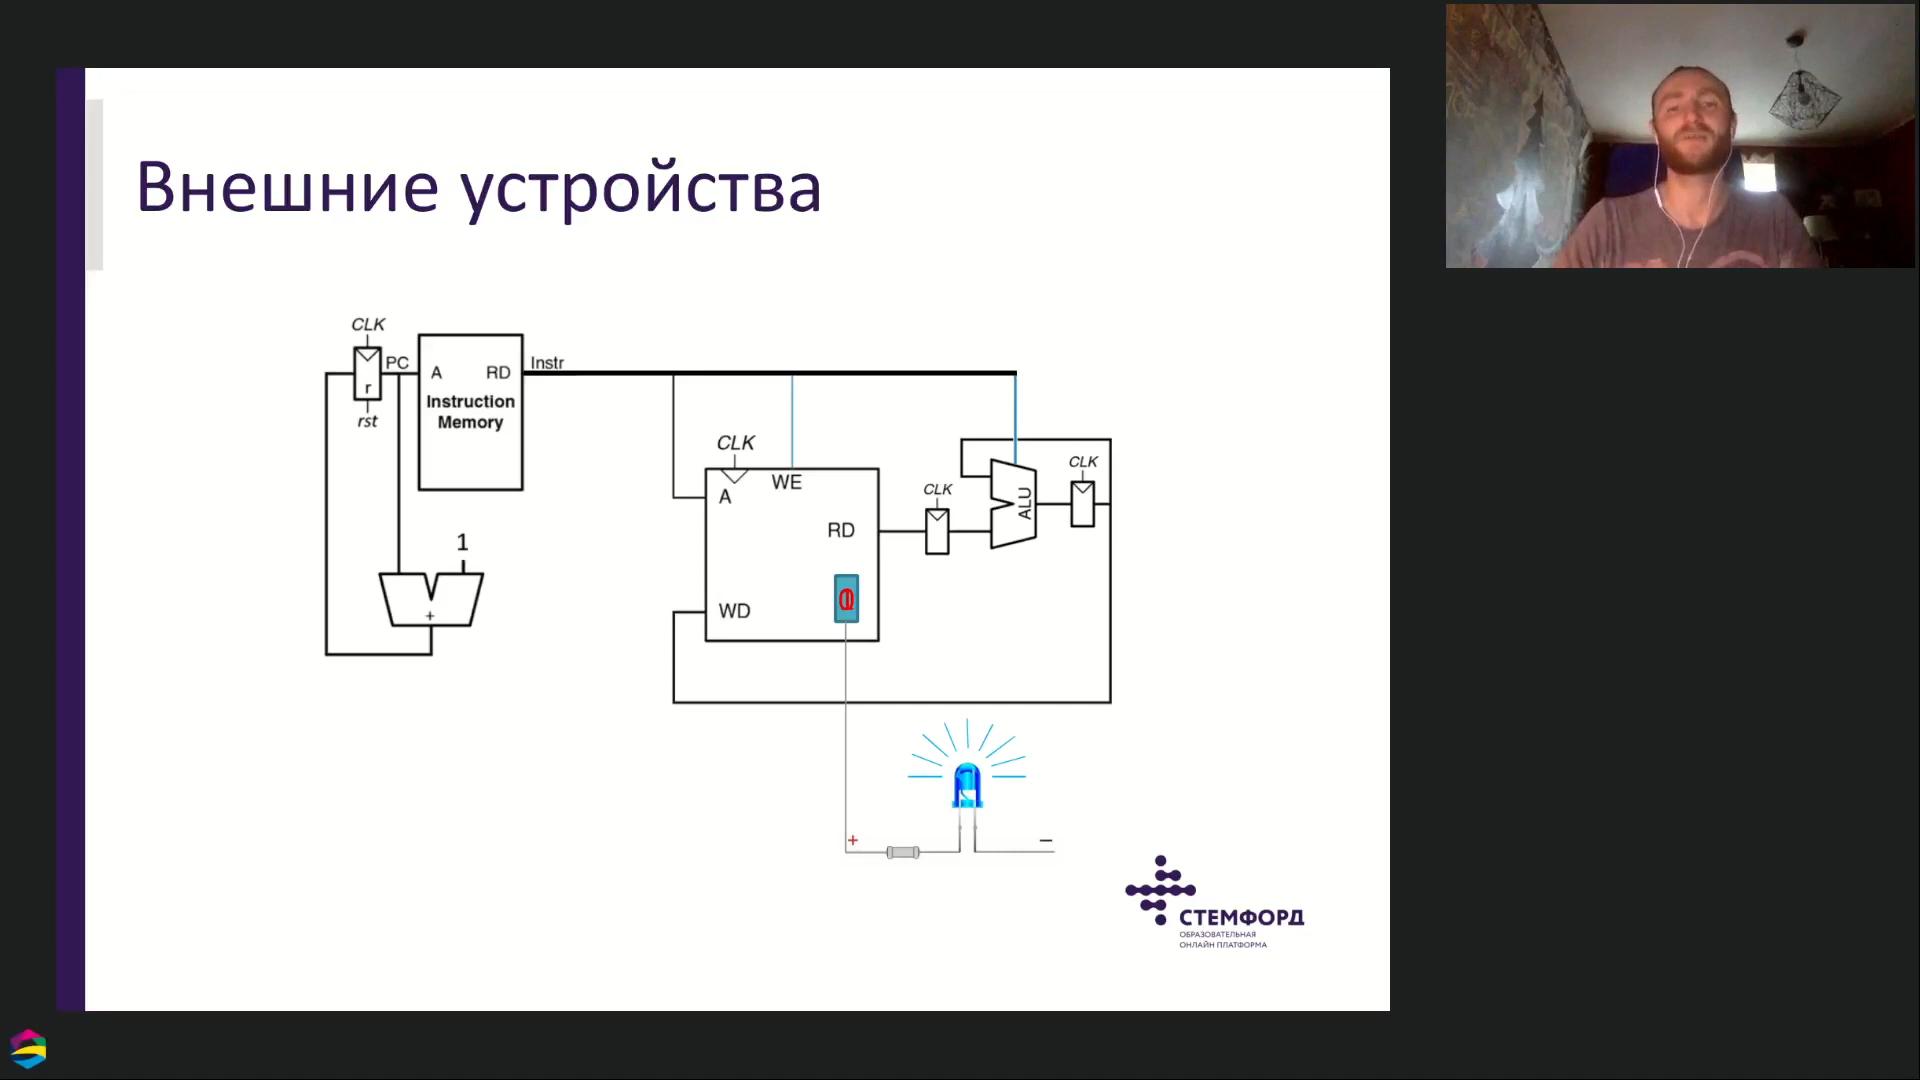 Внешние устройства
CLK
PC
r
rst
A RD
Instruction
Memory
Instr
1
+
CLK
WE
A
RD
WD
CLK
ALU
CLK
+
−
СТЕМФОРД
ОБРАЗОВАТЕЛЬНАЯ
ОНЛАЙН ПЛАТФОРМА